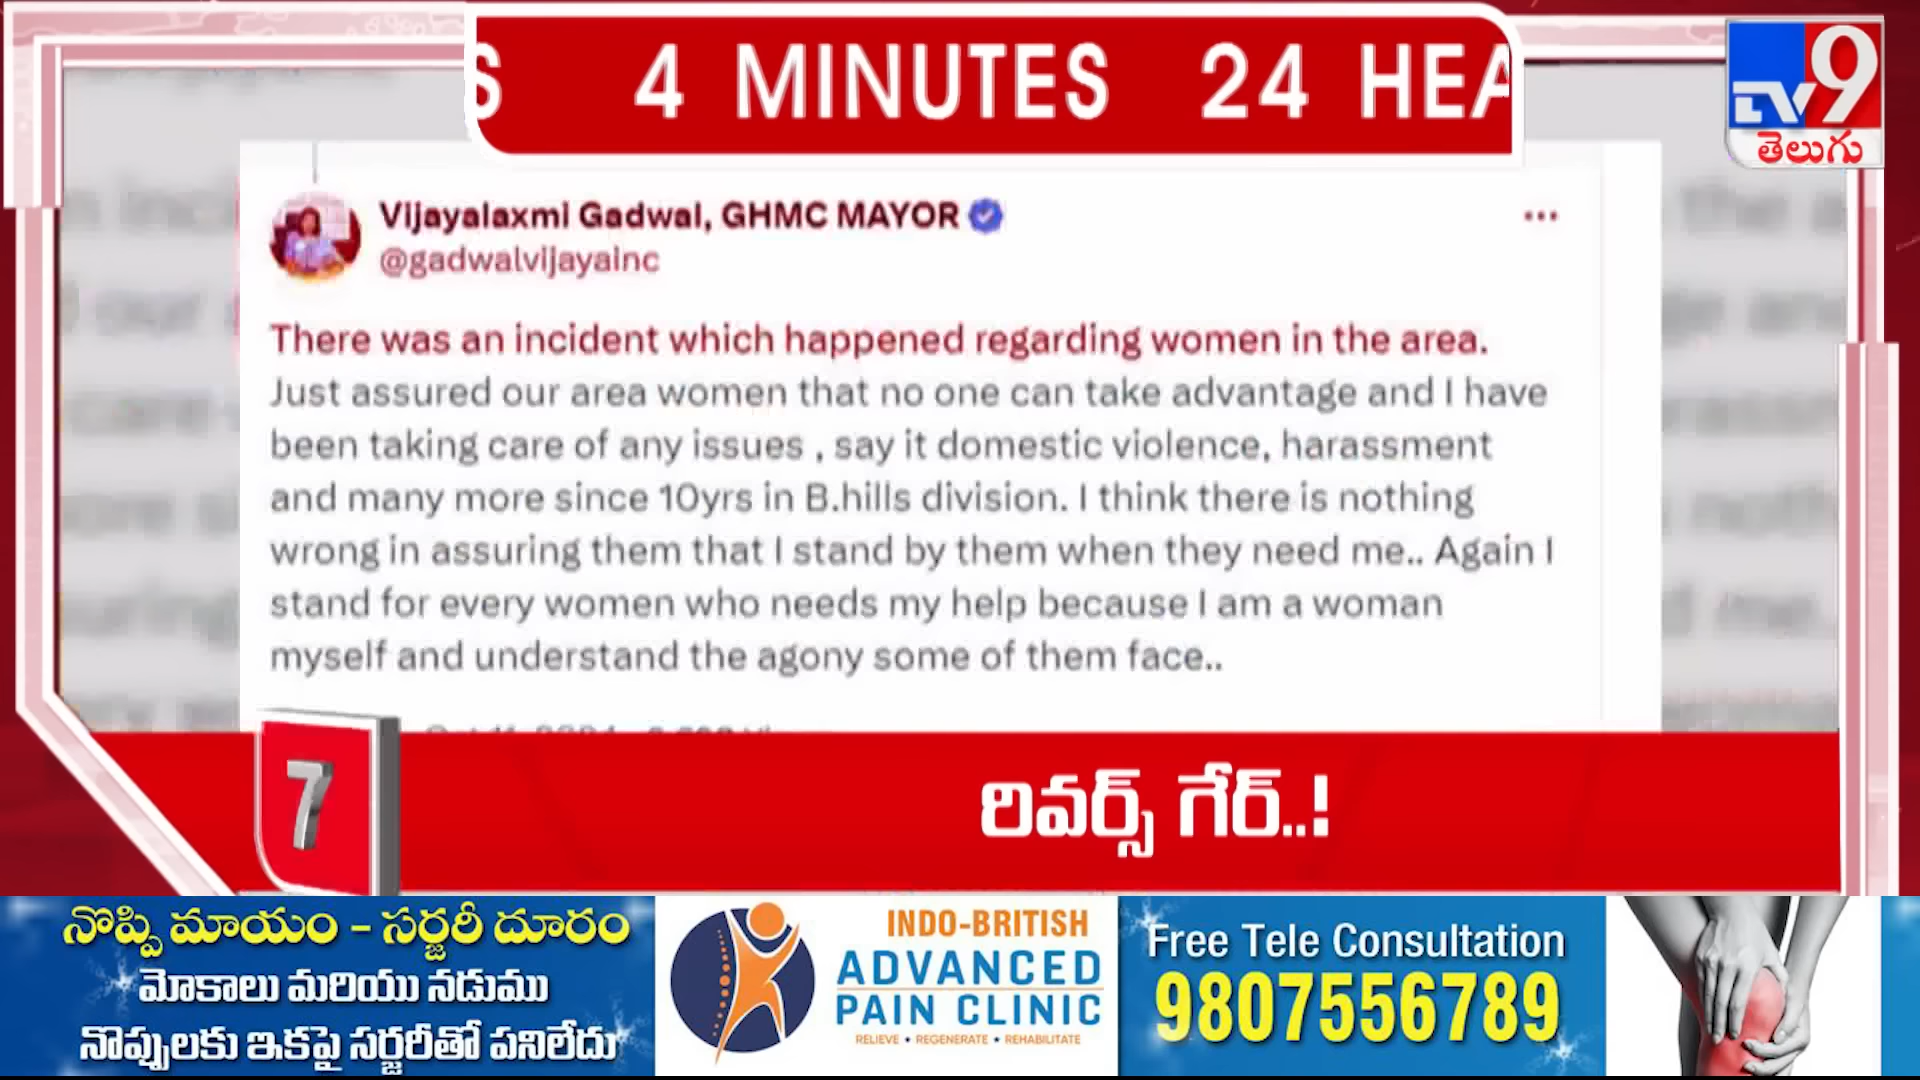 S 4 MINUTES 24 HEA
TV9
తెలుగు
Vijayalaxmi Gadwal, GHMC MAYOR
@gadwalvijayainc
There was an incident which happened regarding women in the area.
Just assured our area women that no one can take advantage and I have
been taking care of any issues , say it domestic violence, harassment
and many more since 10yrs in B.hills division. I think there is nothing
wrong in assuring them that I stand by them when they need me.. Again I
stand for every women who needs my help because I am a woman
myself and understand the agony some of them face..
7
రివర్స్ గేర్..!
నొప్పి మాయం - సర్జరీ దూరం
మోకాలు మరియు నడుము
నొప్పులకు ఇకపై సర్జరీతో పనిలేదు
INDO-BRITISH
ADVANCED
PAIN CLINIC
RELIEVE • REGENERATE • REHABILITATE
Free Tele Consultation
9807556789